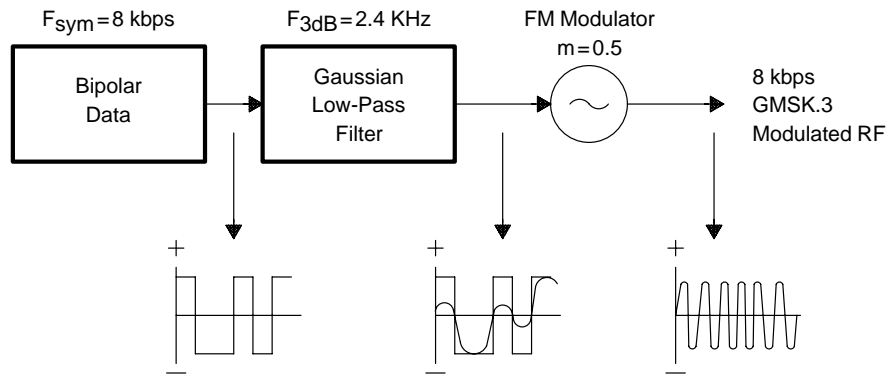 F_sym = 8 kbps
F_3dB = 2.4 KHz
FM Modulator
m = 0.5
Bipolar
Data
Gaussian
Low-Pass
Filter
8 kbps
GMSK.3
Modulated RF
+
+
+
—
—
—